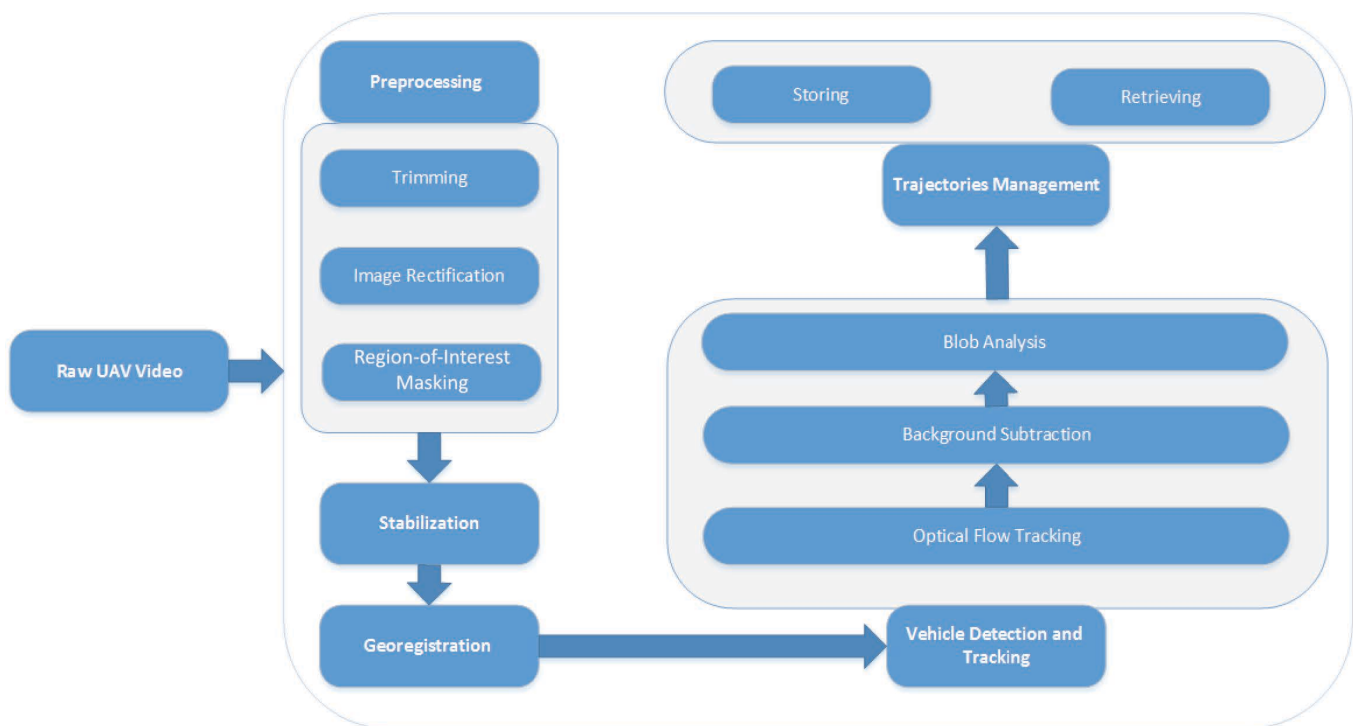 Raw UAV Video
Preprocessing
Trimming
Image Rectification
Region-of-Interest
Masking
Stabilization
Georegistration
Vehicle Detection and
Tracking
Optical Flow Tracking
Background Subtraction
Blob Analysis
Trajectories Management
Storing
Retrieving